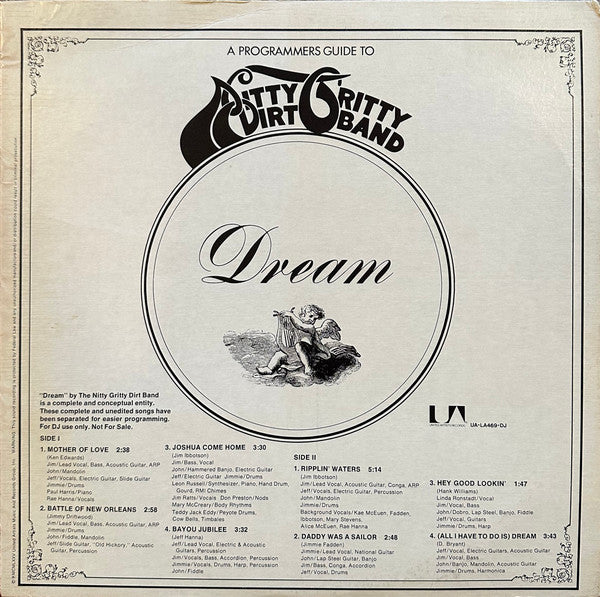 A PROGRAMMERS GUIDE TO
NITTY GRITTY
DIRT BAND
Dream
"Dream" by The Nitty Gritty Dirt Band
is a complete and conceptual entity.
These complete and unedited songs have
been separated for easier programming.
For DJ use only. Not For Sale.
SIDE I
1. MOTHER OF LOVE 2:38
(Ken Edwards)
Jim/Lead Vocal, Bass, Acoustic Guitar, ARP
John/Mandolin
Jeff/Vocals, Electric Guitar, Slide Guitar
Jimmie/Drums
Paul Harris/Piano
Rae Hanna/Vocals
2. BATTLE OF NEW ORLEANS 2:58
(Jimmy Driftwood)
Jim/Lead Vocal, Bass, Acoustic Guitar, ARP
Jimmie/Drums
John/Fiddle, Mandolin
Jeff/Slide Guitar, "Old Hickory," Acoustic
Guitar, Percussion
3. JOSHUA COME HOME 3:30
(Jim Ibbotson)
Jim/Bass, Vocal
John/Hammered Banjo, Electric Guitar
Jeff/Electric Guitar Jimmie/Drums
Leon Russell/Synthesizer, Piano, Hand Drum,
Gourd, RMI Chimes
Jim Ratts/Vocals Don Preston/Nods
Mary McCreary/Body Rhythms
Teddy Jack Eddy/Peyote Drums,
Cow Bells, Timbales
4. BAYOU JUBILEE 3:32
(Jeff Hanna)
Jeff/Lead Vocal, Electric & Acoustic
Guitars, Percussion
Jim/Vocals, Bass, Accordion, Percussion
Jimmie/Vocals, Drums, Harp, Percussion
John/Fiddle
SIDE II
1. RIPPLIN' WATERS 5:14
(Jim Ibbotson)
Jim/Lead Vocal, Acoustic Guitar, Conga, ARP
Jeff/Vocals, Electric Guitar, Percussion
John/Mandolin, Banjo
Jimmie/Drums
Background Vocals/Kae McEuen, Fadden,
Ibbotson, Mary Stevens,
Alice McEuen, Rae Hanna
2. DADDY WAS A SAILOR 2:48
(Jimmie Fadden)
Jimmie/Lead Vocal, National Guitar
John/Lap Steel Guitar, Banjo
Jim/Bass, Conga, Accordion
Jeff/Vocal, Drums
UA
UNITED ARTISTS RECORDS
UA-LA469-DJ
3. HEY GOOD LOOKIN' 1:47
(Hank Williams)
Linda Ronstadt/Vocal
Jim/Vocal, Bass
John/Dobro, Lap Steel, Banjo, Fiddle
Jeff/Vocal, Guitars
Jimmie/Drums, Harp
4. (ALL I HAVE TO DO IS) DREAM 3:43
(D. Bryant)
Jeff/Vocal, Electric Guitars, Acoustic Guitar
Jim/Vocal, Bass
John/Banjo, Mandolin, Acoustic Guitar
Jimmie/Drums, Harmonica